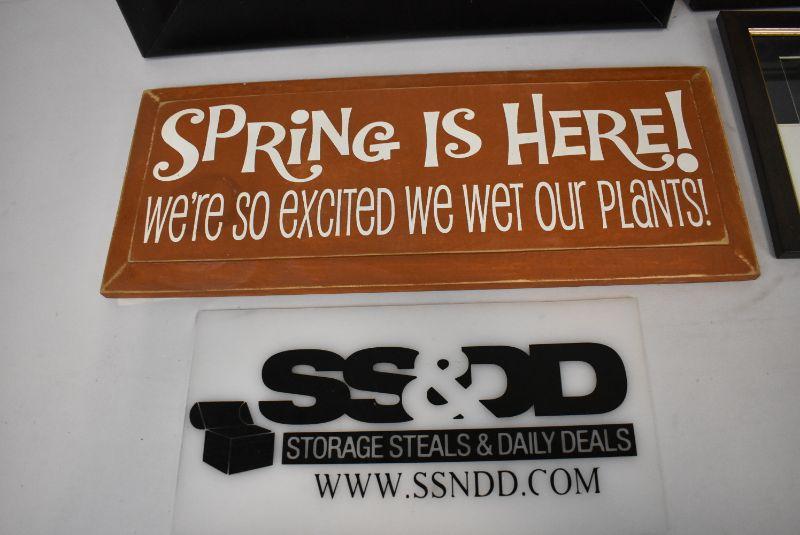 SPRiNG IS HERE!
We're so excited we wet our plants!
SS&DD
STORAGE STEALS & DAILY DEALS
WWW.SSNDD.COM